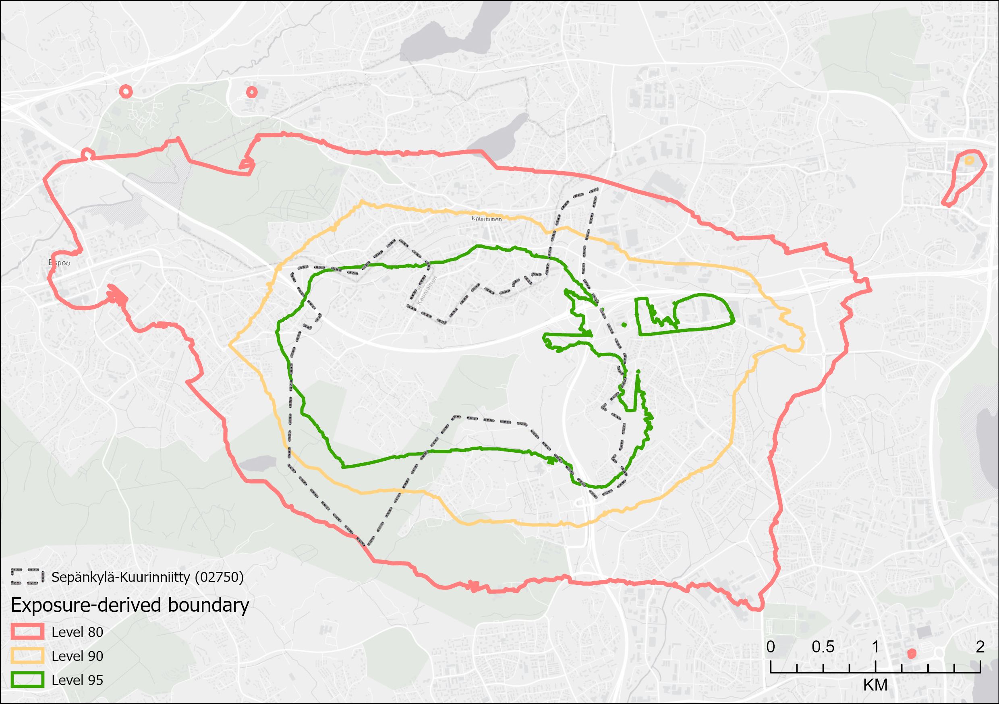 Kauniainen
Espoo
Kauniainen
Sepänkylä-Kuurinniitty (02750)
Exposure-derived boundary
Level 80
Level 90
Level 95
0 0.5 1 2
KM